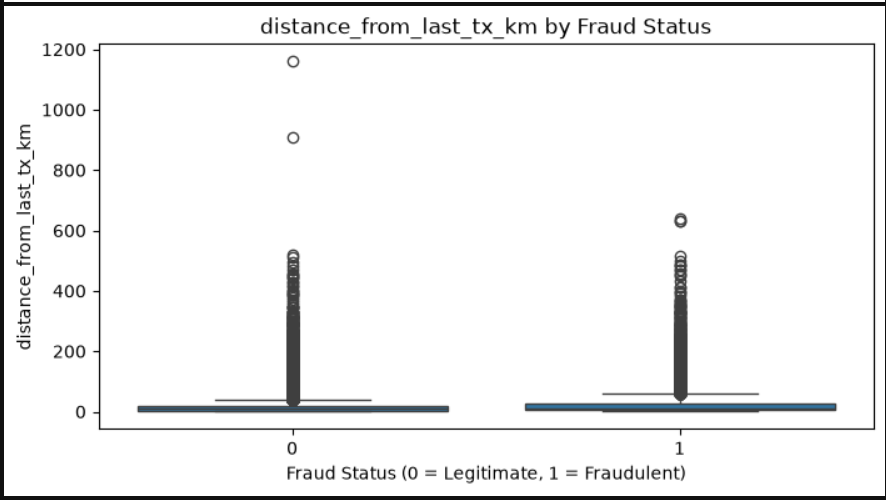 distance_from_last_tx_km by Fraud Status
distance_from_last_tx_km
1200
1000
800
600
400
200
0
0 1
Fraud Status (0 = Legitimate, 1 = Fraudulent)